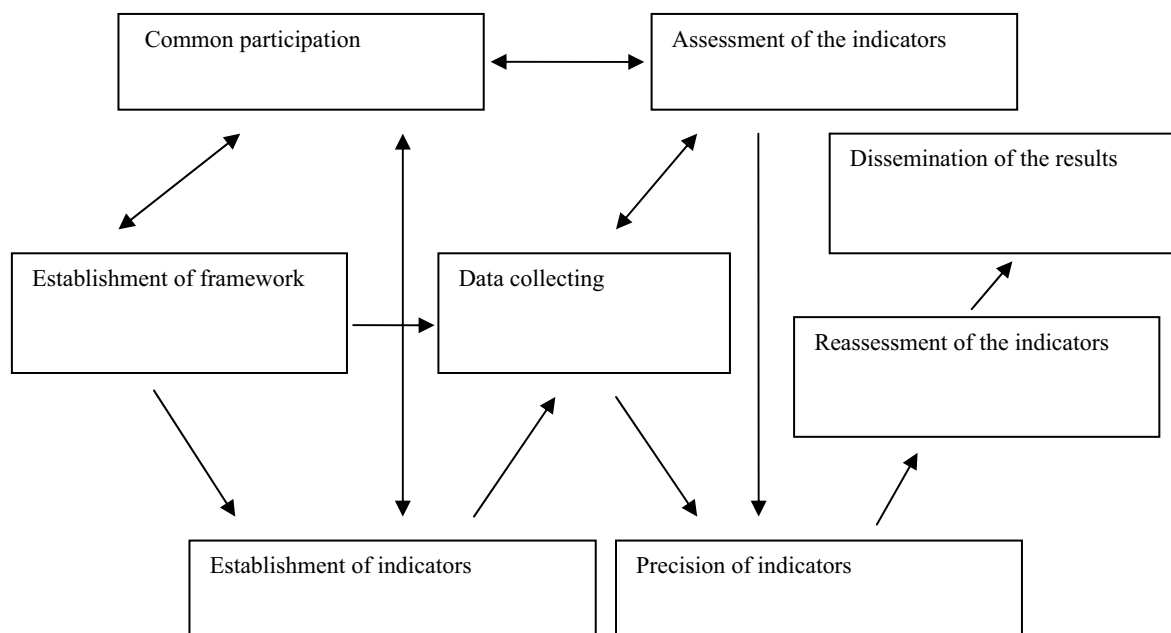 Common participation
Assessment of the indicators
Dissemination of the results
Establishment of framework
Data collecting
Reassessment of the indicators
Establishment of indicators
Precision of indicators